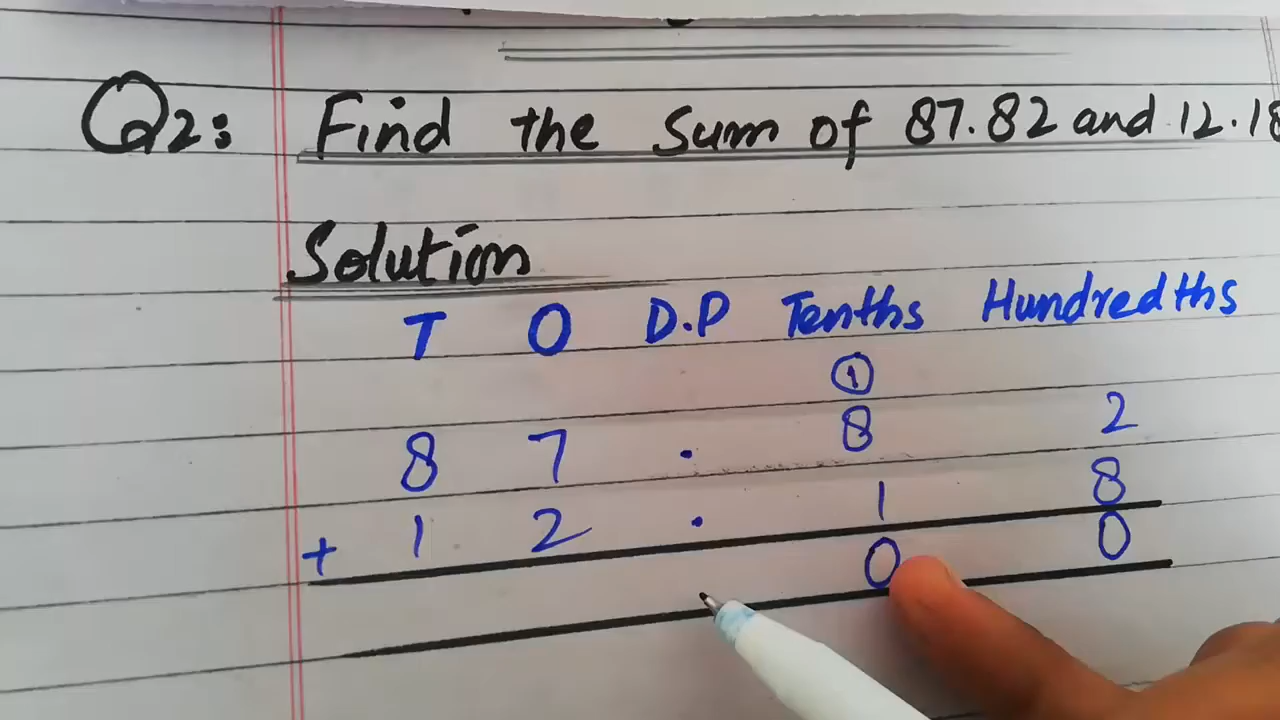 Q2: Find the Sum of 87.82 and 12.18
Solution
T O D.P Tenths Hundredths
1
8 7 . 8 2
+ 1 2 . 1 8
0 0